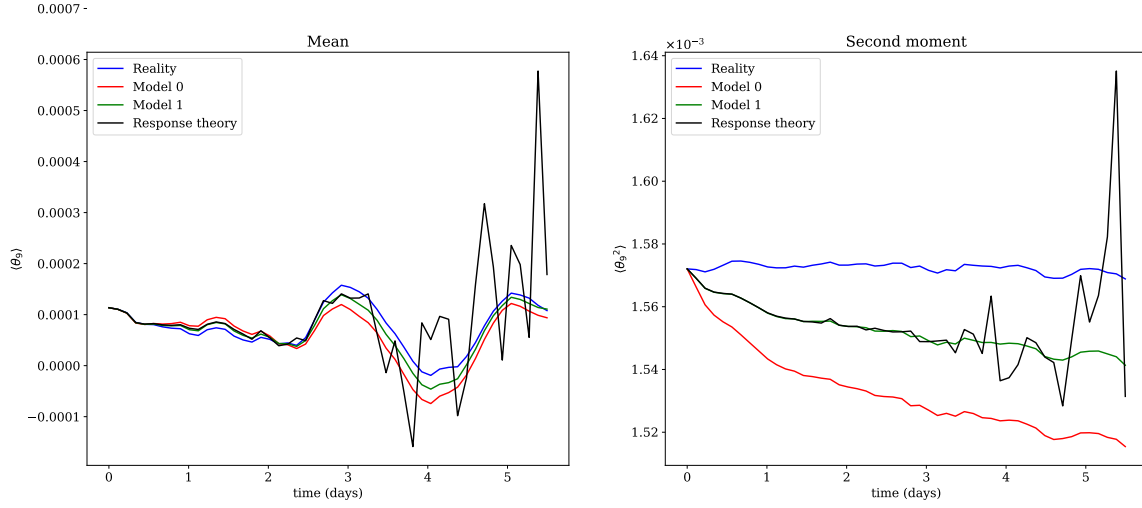 0.0007
Mean
0.0006
0.0005
0.0004
0.0003
0.0002
0.0001
0.0000
−0.0001
⟨θ₉⟩
Reality
Model 0
Model 1
Response theory
0 1 2 3 4 5
time (days)
Second moment
×10⁻³
1.64
1.62
1.60
1.58
1.56
1.54
1.52
⟨θ₉²⟩
Reality
Model 0
Model 1
Response theory
0 1 2 3 4 5
time (days)